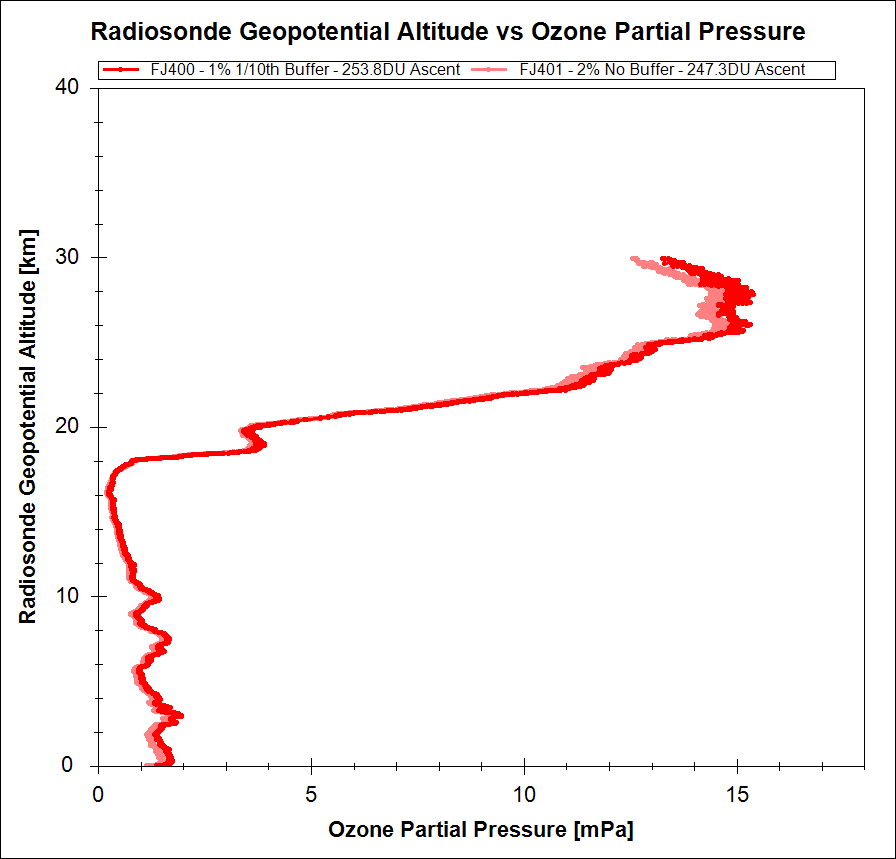 Radiosonde Geopotential Altitude vs Ozone Partial Pressure
FJ400 - 1% 1/10th Buffer - 253.8DU Ascent FJ401 - 2% No Buffer - 247.3DU Ascent
40
30
20
10
0
Radiosonde Geopotential Altitude [km]
0 5 10 15
Ozone Partial Pressure [mPa]